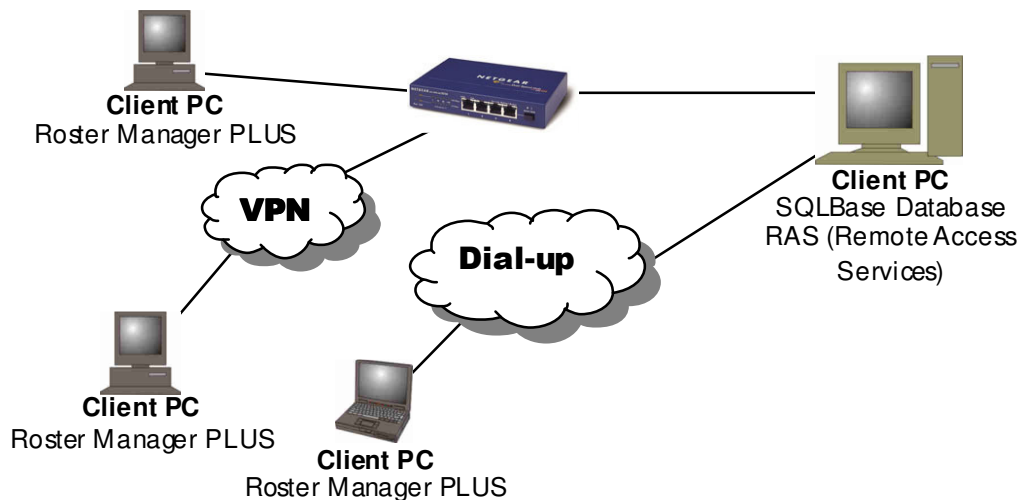 NETGEAR
Client PC
Roster Manager PLUS
Client PC
SQLBase Database
RAS (Remote Access
Services)
VPN
Dial-up
Client PC
Roster Manager PLUS
Client PC
Roster Manager PLUS